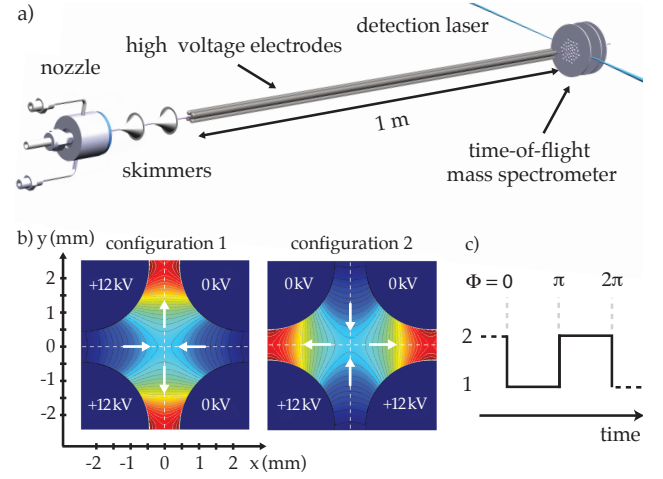 a)
detection laser
high voltage electrodes
nozzle
1 m
skimmers
time-of-flight
mass spectrometer
b) y (mm) configuration 1 configuration 2 c)
2
1
0
-1
-2
+12 kV 0 kV
+12 kV 0 kV
0 kV 0 kV
+12 kV +12 kV
-2 -1 0 1 2 x (mm)
Φ = 0 π 2π
2
1
time